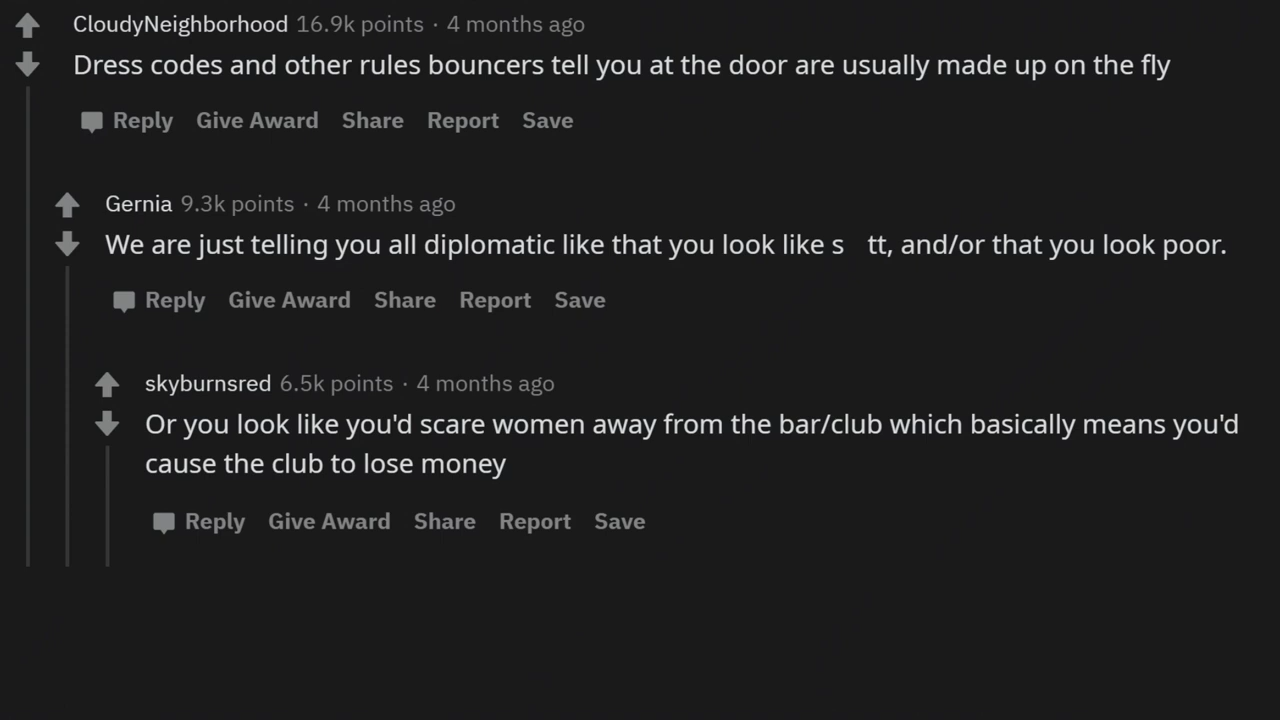 CloudyNeighborhood 16.9k points · 4 months ago
Dress codes and other rules bouncers tell you at the door are usually made up on the fly
Reply Give Award Share Report Save
Gernia 9.3k points · 4 months ago
We are just telling you all diplomatic like that you look like s tt, and/or that you look poor.
Reply Give Award Share Report Save
skyburnsred 6.5k points · 4 months ago
Or you look like you'd scare women away from the bar/club which basically means you'd
cause the club to lose money
Reply Give Award Share Report Save